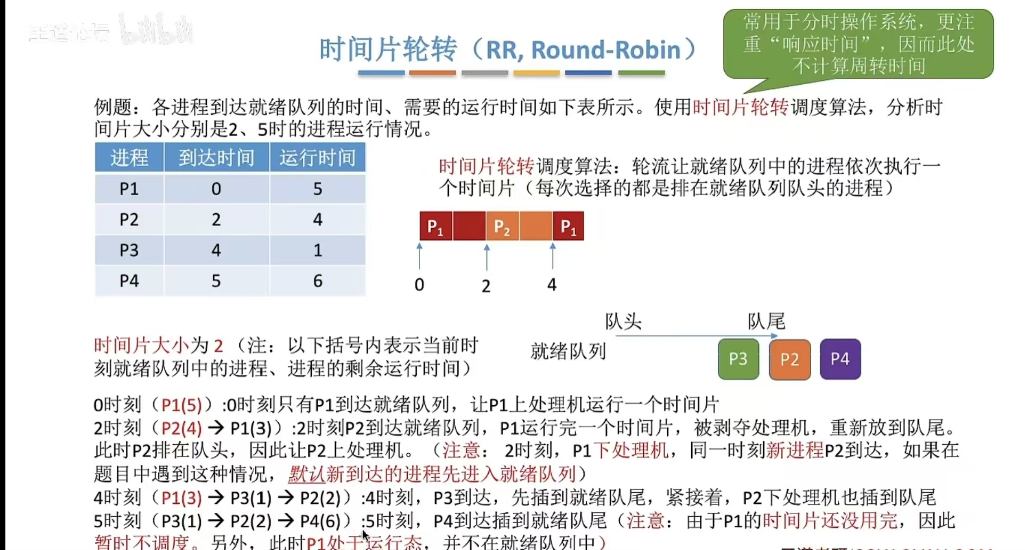 常用于分时操作系统，更注
重“响应时间”，因而此处
不计算周转时间
时间片轮转（RR, Round-Robin）
例题：各进程到达就绪队列的时间、需要的运行时间如下表所示。使用时间片轮转调度算法，分析时
间片大小分别是2、5时的进程运行情况。
进程 到达时间 运行时间
P1 0 5
P2 2 4
P3 4 1
P4 5 6
时间片轮转调度算法：轮流让就绪队列中的进程依次执行一
个时间片（每次选择的都是排在就绪队列队头的进程）
P1 P2 P1
0 2 4
队头 队尾
就绪队列
P3 P2 P4
时间片大小为 2（注：以下括号内表示当前时
刻就绪队列中的进程、进程的剩余运行时间）
0时刻（P1(5)）:0时刻只有P1到达就绪队列，让P1上处理机运行一个时间片
2时刻（P2(4) → P1(3)）:2时刻P2到达就绪队列，P1运行完一个时间片，被剥夺处理机，重新放到队尾。
此时P2排在队头，因此让P2上处理机。（注意： 2时刻，P1下处理机，同一时刻新进程P2到达，如果在
题目中遇到这种情况，默认新到达的进程先进入就绪队列）
4时刻（P1(3) → P3(1) → P2(2)）:4时刻，P3到达，先插到就绪队尾，紧接着，P2下处理机也插到队尾
5时刻（P3(1) → P2(2) → P4(6)）:5时刻，P4到达插到就绪队尾（注意：由于P1的时间片还没用完，因此
暂时不调度。另外，此时P1处于运行态，并不在就绪队列中）